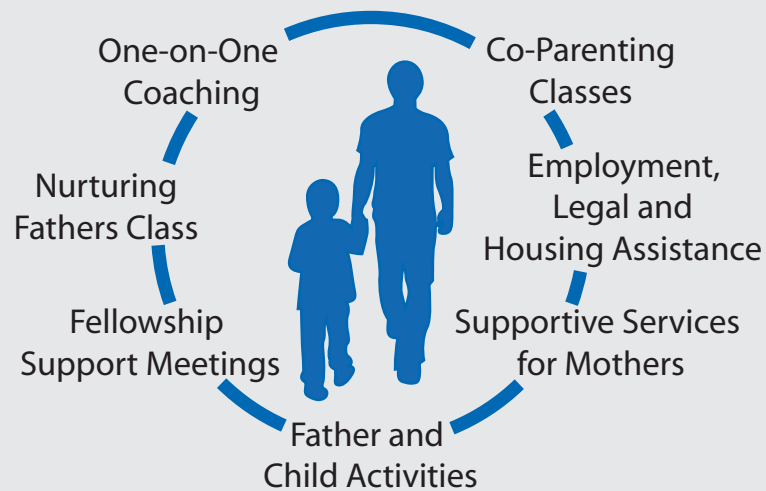 One-on-One
Coaching
Co-Parenting
Classes
Employment,
Legal and
Housing Assistance
Supportive Services
for Mothers
Father and
Child Activities
Fellowship
Support Meetings
Nurturing
Fathers Class